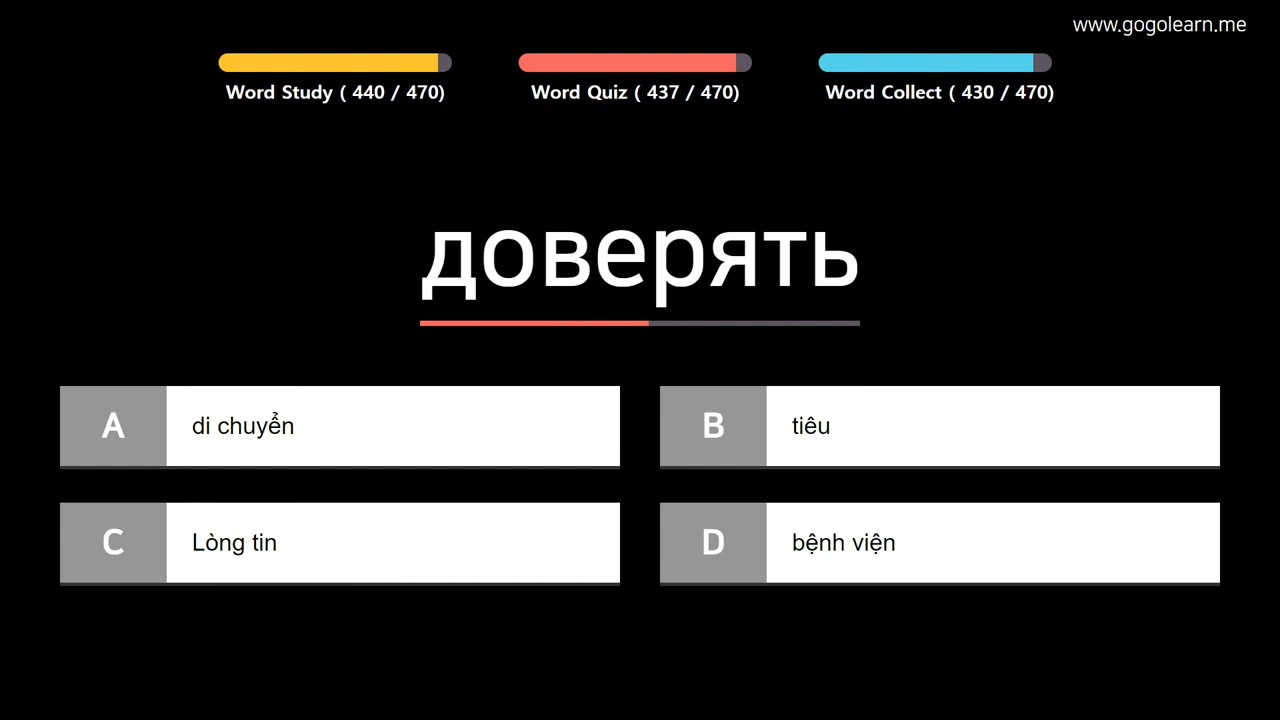 www.gogolearn.me
Word Study ( 440 / 470)
Word Quiz ( 437 / 470)
Word Collect ( 430 / 470)
доверять
A di chuyển
B tiêu
C Lòng tin
D bệnh viện